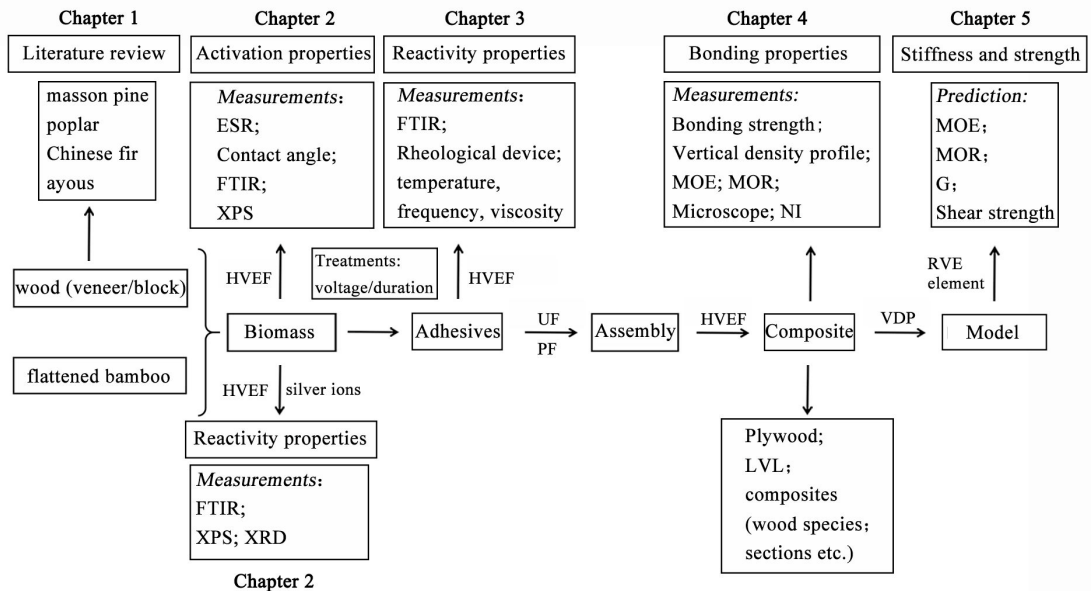 Chapter 1
Literature review
masson pine
poplar
Chinese fir
ayous
wood (veneer/block)
flattened bamboo
Chapter 2
Activation properties
Measurements:
ESR;
Contact angle;
FTIR;
XPS
HVEF
Treatments:
voltage/duration
Biomass
HVEF silver ions
Reactivity properties
Measurements:
FTIR;
XPS; XRD
Chapter 2
Chapter 3
Reactivity properties
Measurements:
FTIR;
Rheological device;
temperature,
frequency, viscosity
HVEF
Adhesives
UF
PF
Assembly
HVEF
Chapter 4
Bonding properties
Measurements:
Bonding strength;
Vertical density profile;
MOE; MOR;
Microscope; NI
Composite
Plywood;
LVL;
composites
(wood species;
sections etc.)
VDP
Chapter 5
Stiffness and strength
Prediction:
MOE;
MOR;
G;
Shear strength
RVE
element
Model